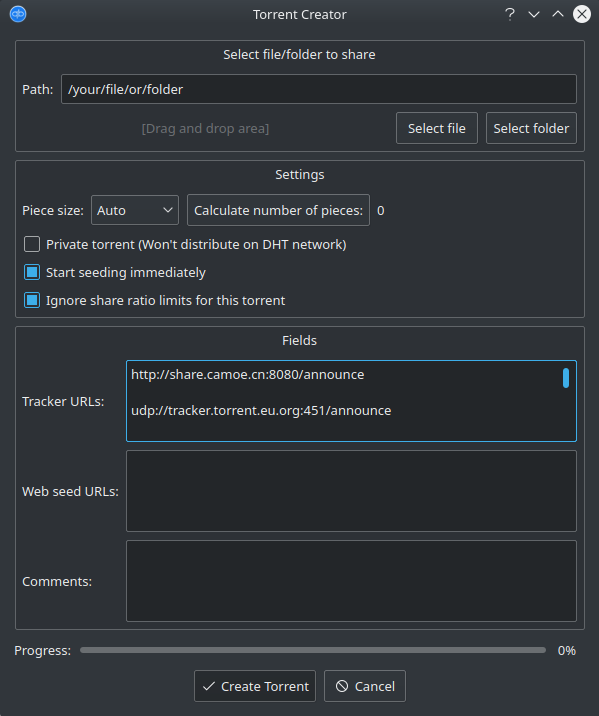 Torrent Creator
Select file/folder to share
Path: /your/file/or/folder
[Drag and drop area] Select file Select folder
Settings
Piece size: Auto Calculate number of pieces: 0
Private torrent (Won't distribute on DHT network)
Start seeding immediately
Ignore share ratio limits for this torrent
Fields
Tracker URLs:
http://share.camoe.cn:8080/announce
udp://tracker.torrent.eu.org:451/announce
Web seed URLs:
Comments:
Progress: 0%
Create Torrent Cancel